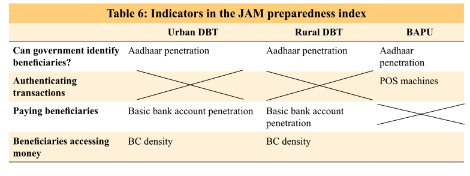 Table 6: Indicators in the JAM preparedness index
Urban DBT Rural DBT BAPU
Can government identify Aadhaar penetration Aadhaar penetration Aadhaar
beneficiaries? penetration
Authenticating POS machines
transactions
Paying beneficiaries Basic bank account penetration Basic bank account
penetration
Beneficiaries accessing BC density BC density
money